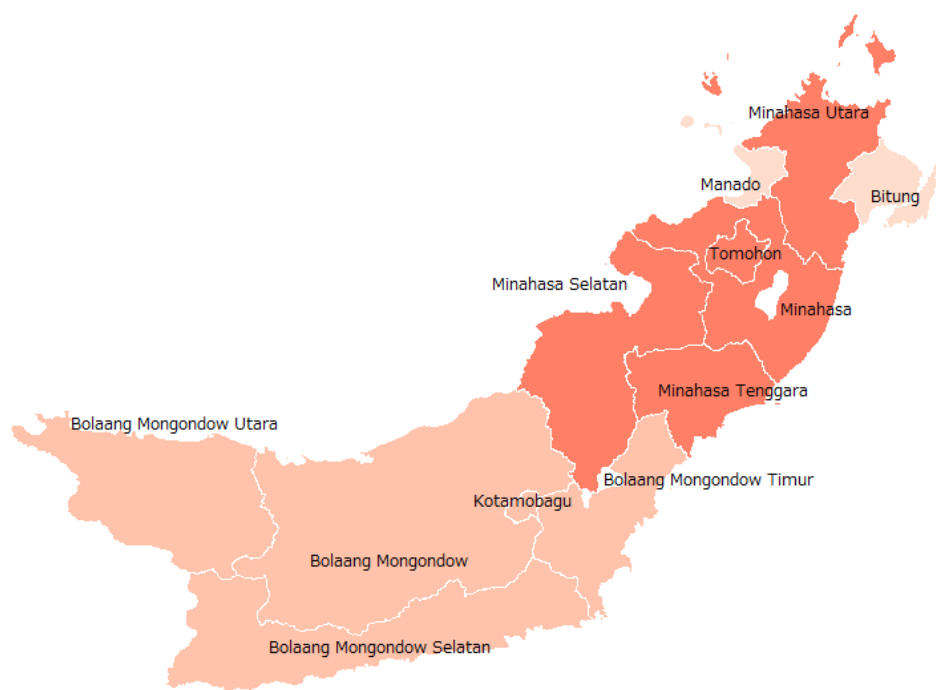 Minahasa Utara
Manado
Bitung
Tomohon
Minahasa Selatan
Minahasa
Minahasa Tenggara
Bolaang Mongondow Utara
Bolaang Mongondow Timur
Kotamobagu
Bolaang Mongondow
Bolaang Mongondow Selatan